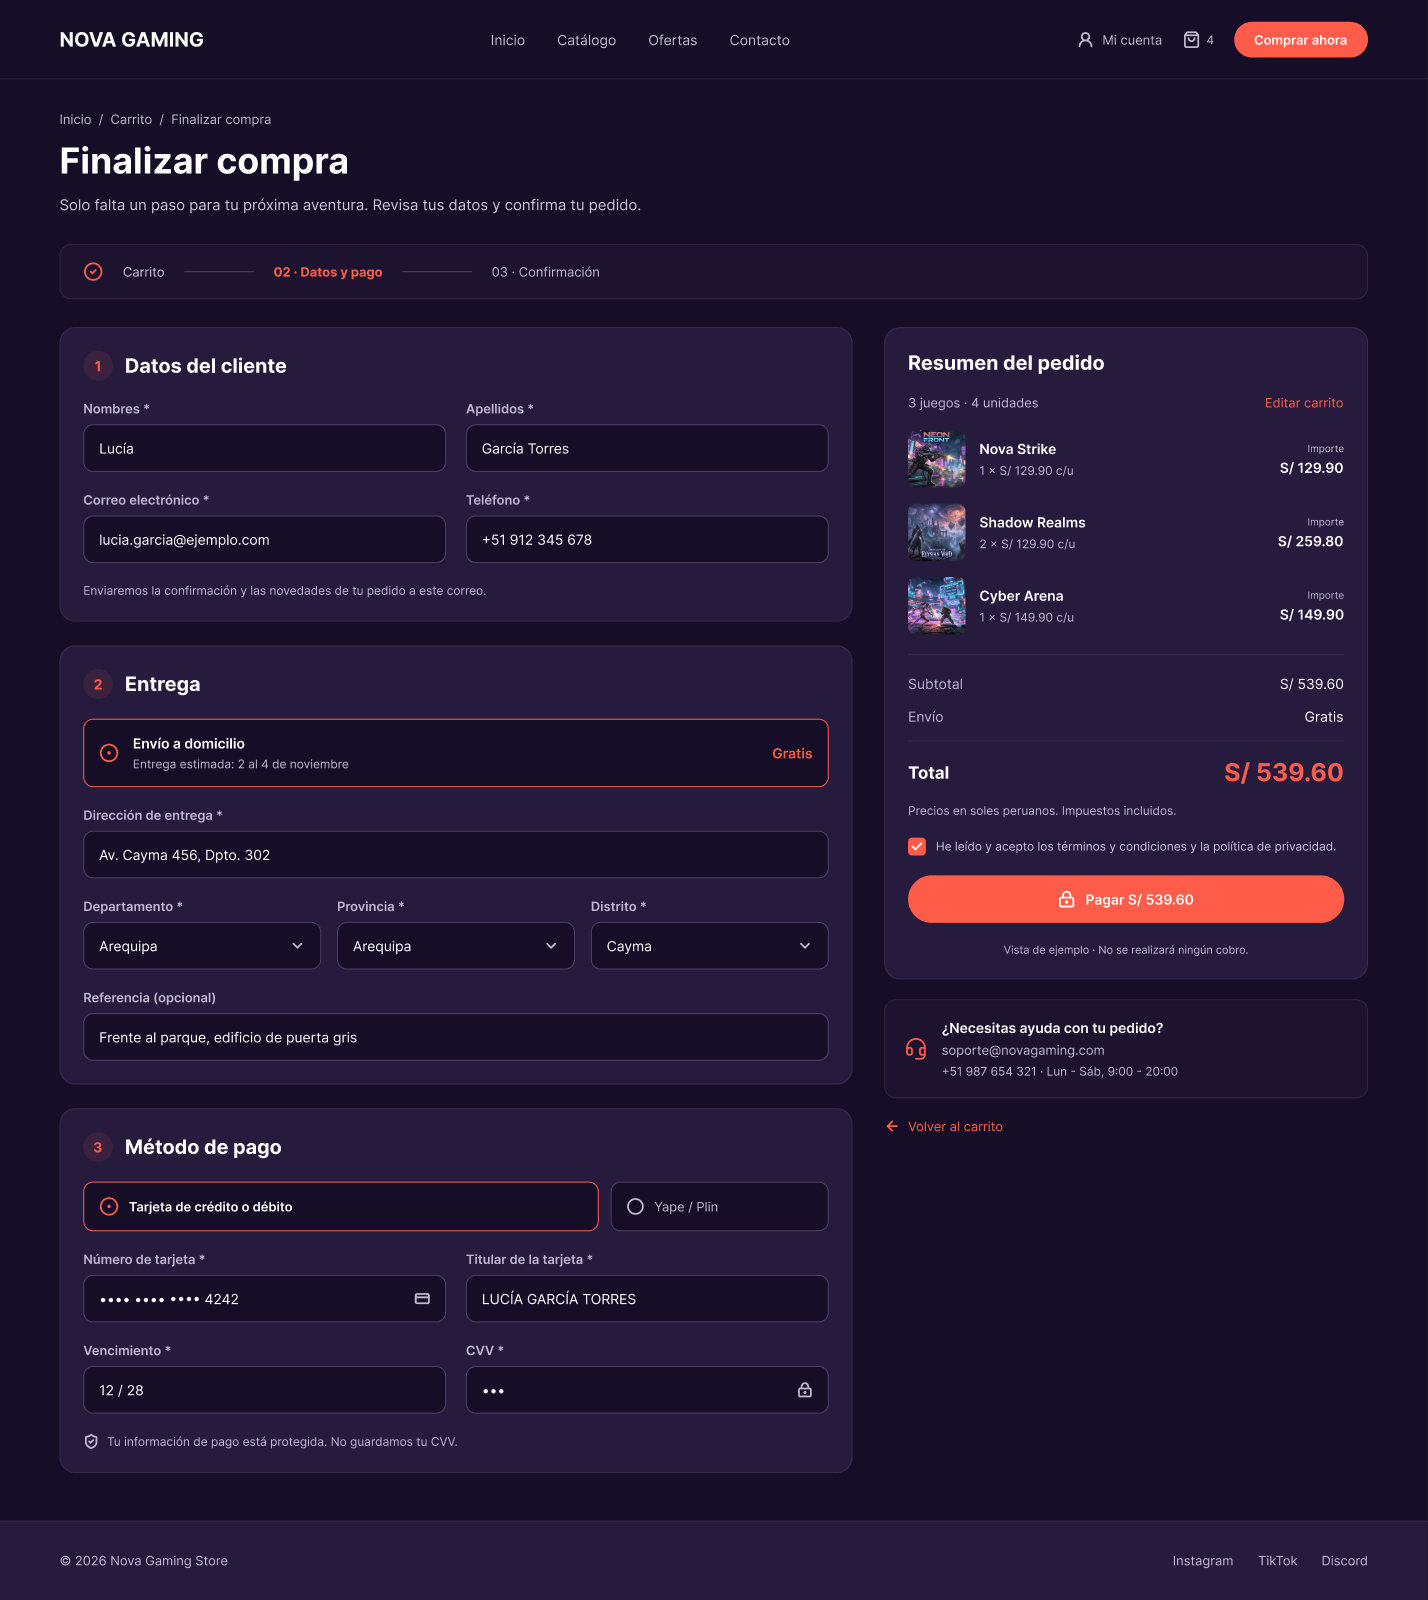 NOVA GAMING
Inicio Catálogo Ofertas Contacto
Mi cuenta 4 Comprar ahora
Inicio / Carrito / Finalizar compra
Finalizar compra
Solo falta un paso para tu próxima aventura. Revisa tus datos y confirma tu pedido.
Carrito 02 · Datos y pago 03 · Confirmación
1 Datos del cliente
Nombres * Apellidos *
Lucía García Torres
Correo electrónico * Teléfono *
lucia.garcia@ejemplo.com +51 912 345 678
Enviaremos la confirmación y las novedades de tu pedido a este correo.
2 Entrega
Envío a domicilio
Entrega estimada: 2 al 4 de noviembre
Gratis
Dirección de entrega *
Av. Cayma 456, Dpto. 302
Departamento * Provincia * Distrito *
Arequipa Arequipa Cayma
Referencia (opcional)
Frente al parque, edificio de puerta gris
3 Método de pago
Tarjeta de crédito o débito Yape / Plin
Número de tarjeta * Titular de la tarjeta *
•••• •••• •••• 4242 LUCÍA GARCÍA TORRES
Vencimiento * CVV *
12 / 28 •••
Tu información de pago está protegida. No guardamos tu CVV.
Resumen del pedido
3 juegos · 4 unidades Editar carrito
NEON
FRONT
Nova Strike Importe
1 × S/ 129.90 c/u S/ 129.90
ELYSIAN VOID
Shadow Realms Importe
2 × S/ 129.90 c/u S/ 259.80
Cyber Arena Importe
1 × S/ 149.90 c/u S/ 149.90
Subtotal S/ 539.60
Envío Gratis
Total S/ 539.60
Precios en soles peruanos. Impuestos incluidos.
He leído y acepto los términos y condiciones y la política de privacidad.
Pagar S/ 539.60
Vista de ejemplo · No se realizará ningún cobro.
¿Necesitas ayuda con tu pedido?
soporte@novagaming.com
+51 987 654 321 · Lun - Sáb, 9:00 - 20:00
Volver al carrito
© 2026 Nova Gaming Store Instagram TikTok Discord